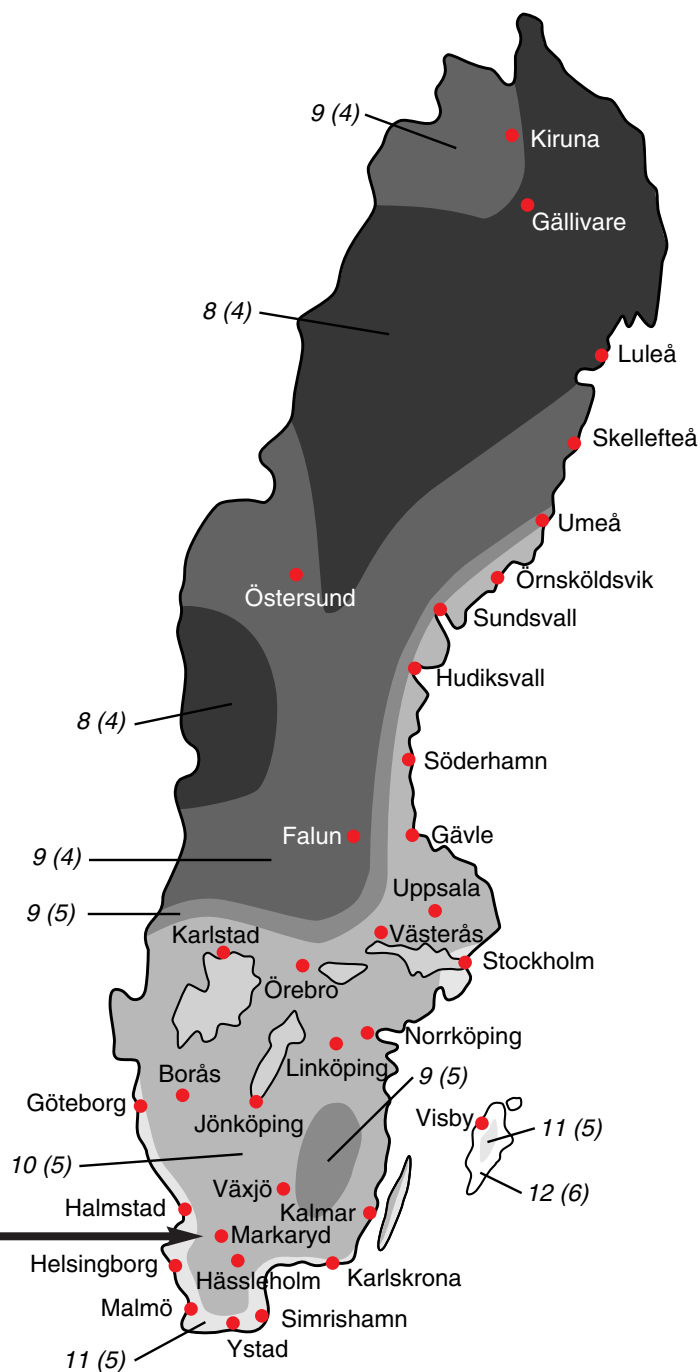 9 (4)
Kiruna
Gällivare
8 (4)
Luleå
Skellefteå
Umeå
Örnsköldsvik
Östersund
Sundsvall
Hudiksvall
8 (4)
Söderhamn
Falun
Gävle
9 (4)
Uppsala
9 (5)
Karlstad
Västerås
Stockholm
Örebro
Norrköping
Linköping
Borås
9 (5)
Göteborg
Jönköping
Visby
11 (5)
10 (5)
Växjö
12 (6)
Halmstad
Kalmar
Markaryd
Helsingborg
Hässleholm
Karlskrona
Malmö
Simrishamn
Ystad
11 (5)